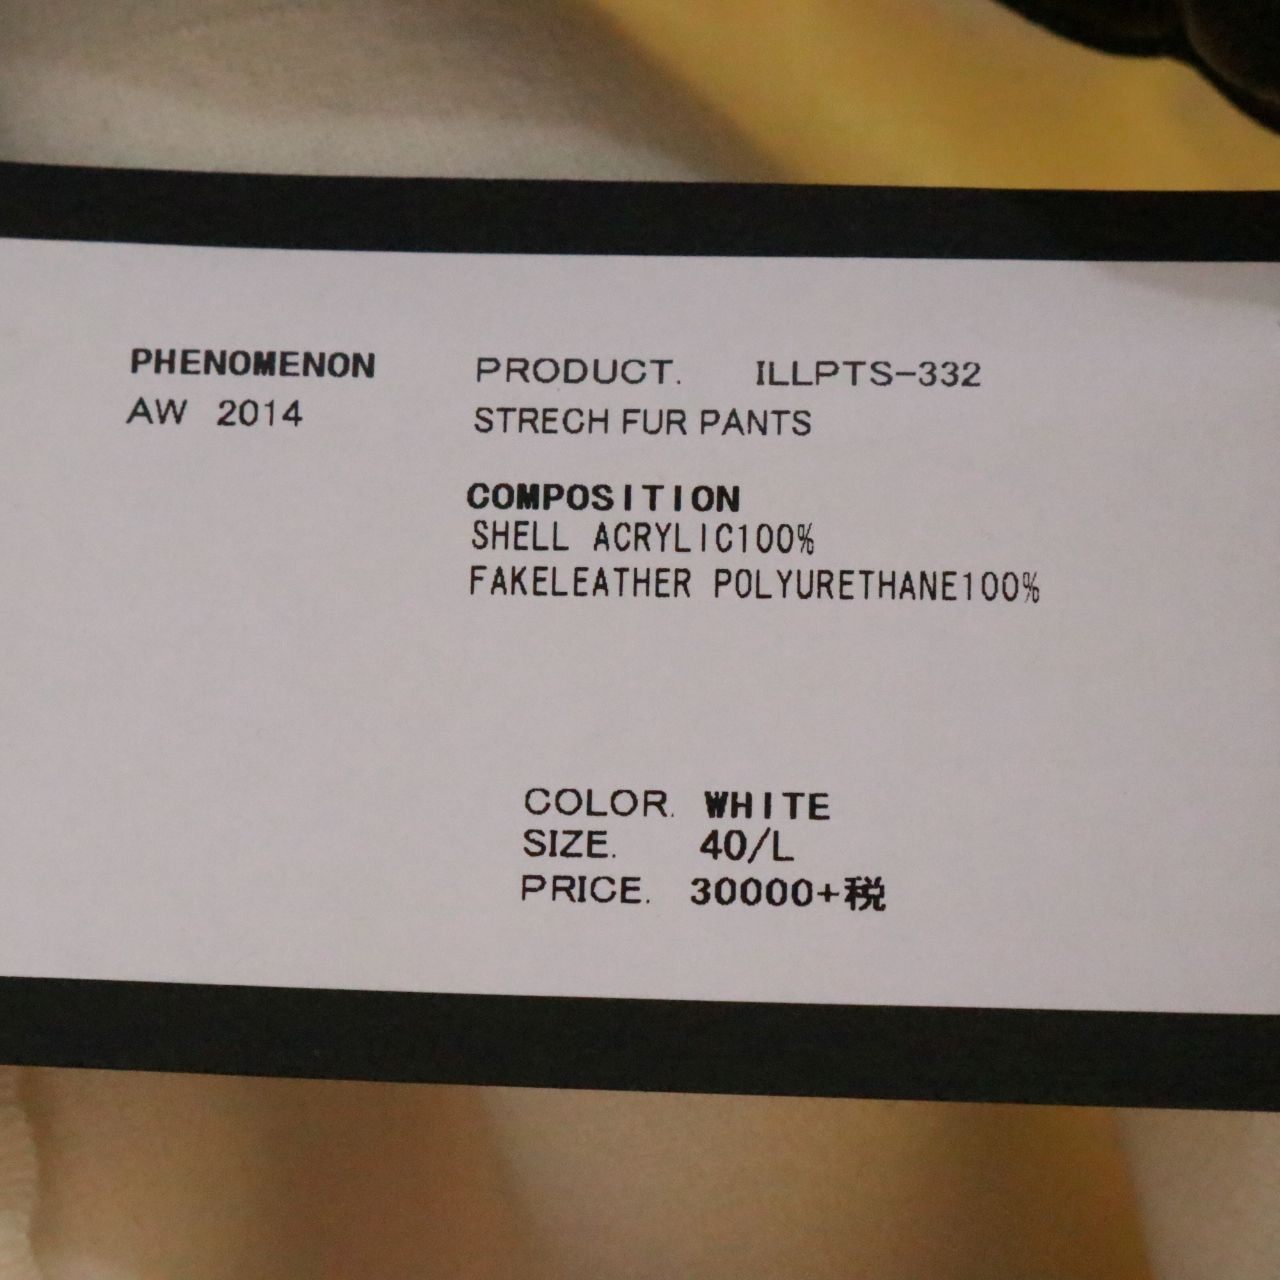 PHENOMENON
AW 2014
PRODUCT. ILLPTS-332
STRECH FUR PANTS
COMPOSITION
SHELL ACRYLIC100%
FAKELEATHER POLYURETHANE100%
COLOR. WHITE
SIZE. 40/L
PRICE. 30000+税